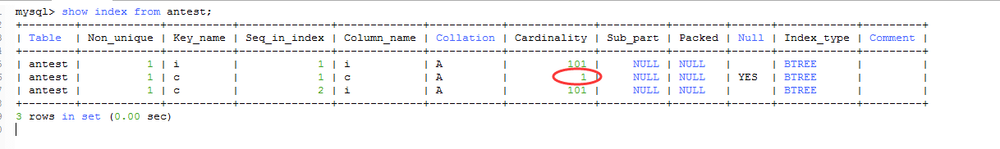 mysql> show index from antest;
+--------+------------+----------+--------------+-------------+-----------+-------------+----------+--------+------+------------+---------+
| Table | Non_unique | Key_name | Seq_in_index | Column_name | Collation | Cardinality | Sub_part | Packed | Null | Index_type | Comment |
+--------+------------+----------+--------------+-------------+-----------+-------------+----------+--------+------+------------+---------+
| antest | 1 | i | 1 | i | A | 101 | NULL | NULL | | BTREE | |
| antest | 1 | c | 1 | c | A | 1 | NULL | NULL | YES | BTREE | |
| antest | 1 | c | 2 | i | A | 101 | NULL | NULL | | BTREE | |
+--------+------------+----------+--------------+-------------+-----------+-------------+----------+--------+------+------------+---------+
3 rows in set (0.00 sec)